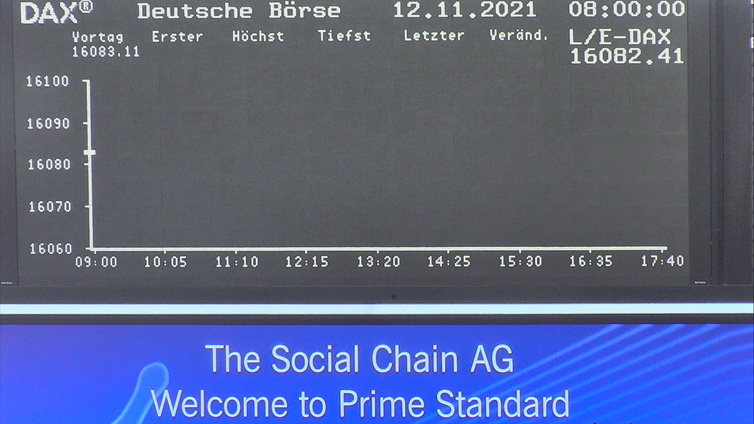 DAX® Deutsche Börse 12.11.2021 08:00:00
Vortag Erster Höchst Tiefst Letzter Veränd. L/E-DAX
16083.11 16082.41
16100
16090
16080
16070
16060
09:00 10:05 11:10 12:15 13:20 14:25 15:30 16:35 17:40
The Social Chain AG
Welcome to Prime Standard